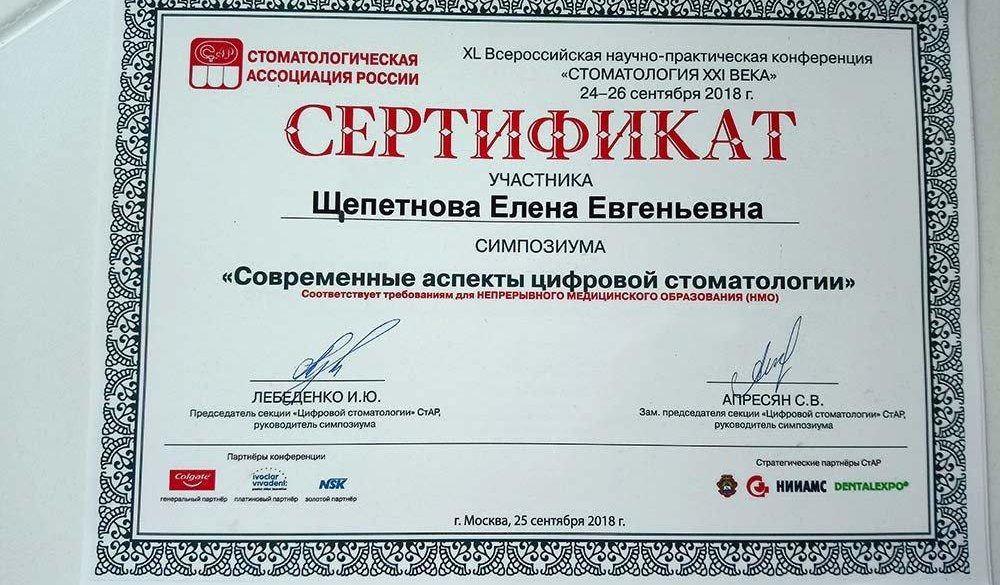 СтАР
СТОМАТОЛОГИЧЕСКАЯ
АССОЦИАЦИЯ РОССИИ
XL Всероссийская научно-практическая конференция
«СТОМАТОЛОГИЯ XXI ВЕКА»
24–26 сентября 2018 г.
СЕРТИФИКАТ
УЧАСТНИКА
Щепетнова Елена Евгеньевна
СИМПОЗИУМА
«Современные аспекты цифровой стоматологии»
Соответствует требованиям для НЕПРЕРЫВНОГО МЕДИЦИНСКОГО ОБРАЗОВАНИЯ (НМО)
ЛЕБЕДЕНКО И.Ю.
Председатель секции «Цифровой стоматологии» СтАР,
руководитель симпозиума
АПРЕСЯН С.В.
Зам. председателя секции «Цифровой стоматологии» СтАР,
руководитель симпозиума
Партнёры конференции
Colgate
генеральный партнёр
ivoclar
vivadent
платиновый партнёр
NSK
золотой партнёр
Стратегические партнёры СтАР
НИИАМС
DENTALEXPO®
г. Москва, 25 сентября 2018 г.